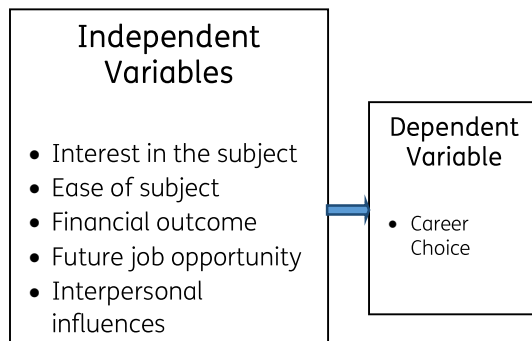 Independent
Variables
• Interest in the subject
• Ease of subject
• Financial outcome
• Future job opportunity
• Interpersonal
influences
Dependent
Variable
• Career
Choice